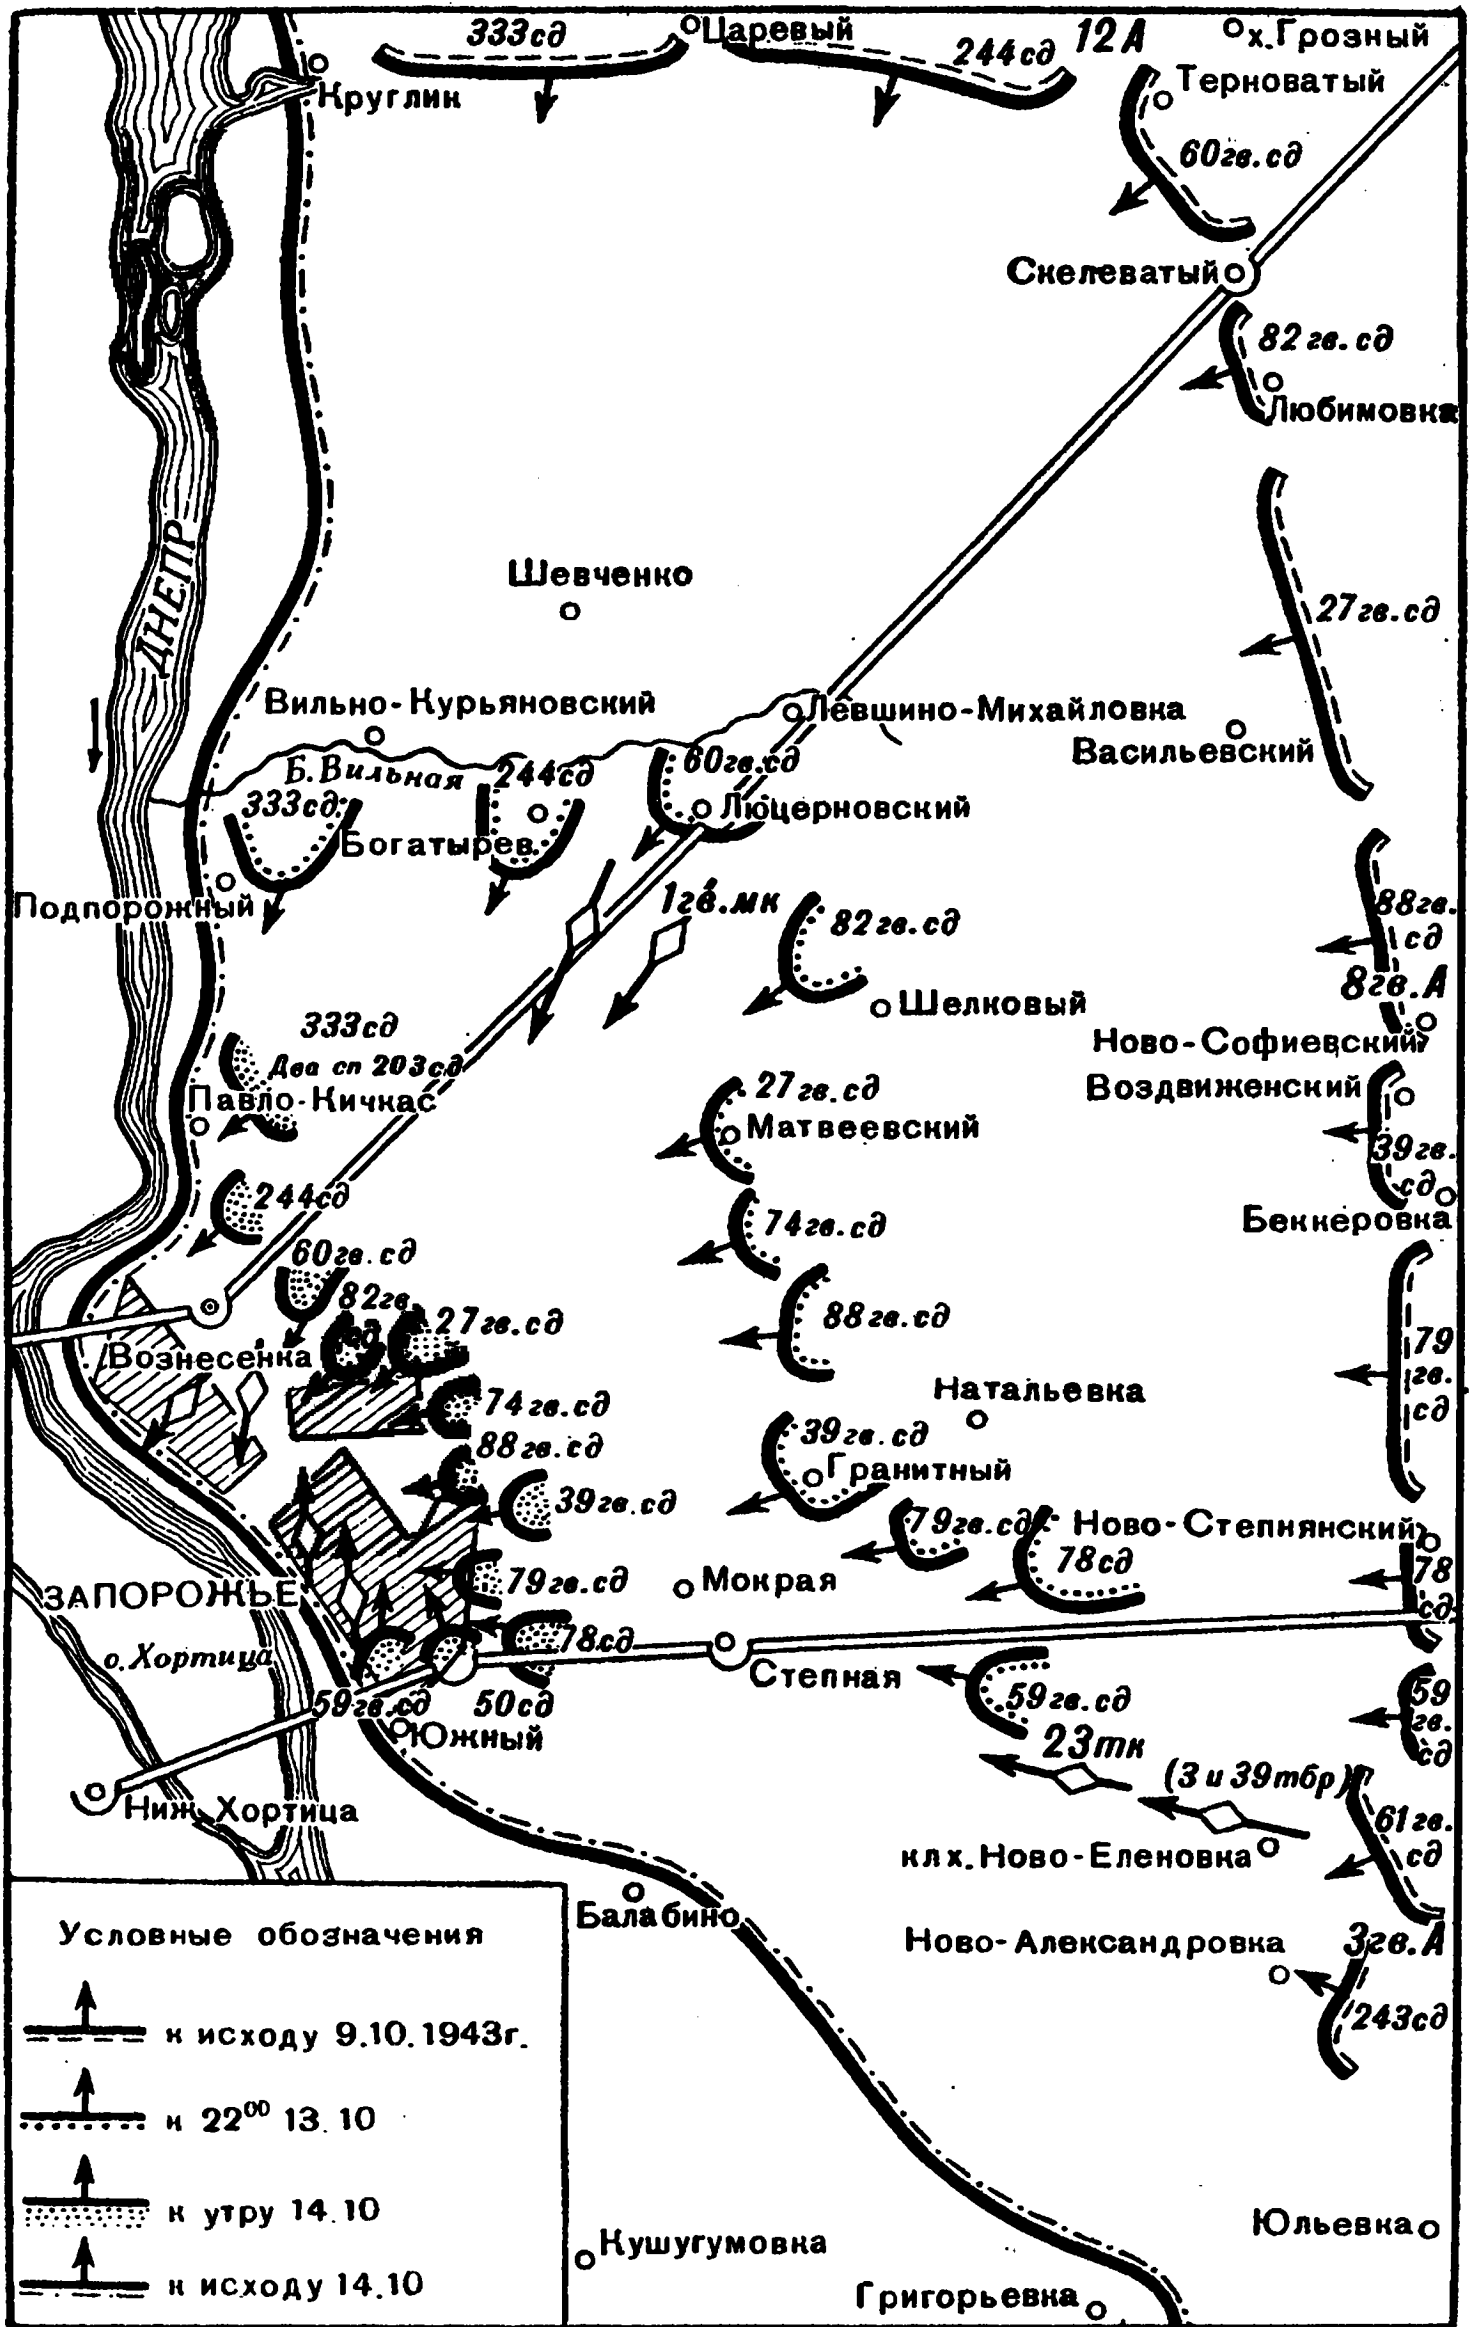 333сд
Царевый
244сд
12А
х.Грозный
Круглик
Терноватый
60гв.сд
Скелеватый
82гв.сд
Любимовка
ДНЕПР
Шевченко
27гв.сд
Вильно-Курьяновский
Левшино-Михайловка
Васильевский
Б.Вильная
244сд
60гв.сд
333сд
Богатырев
Люцерновский
Подпорожный
1гв.мк
82гв.сд
88гв.
сд
Шелковый
8гв.А
333сд
Два сп 203сд
Ново-Софиевский
Павло-Кичкас
27гв.сд
Воздвиженский
Матвеевский
39гв.
сд
244сд
74гв.сд
Беккеровка
60гв.сд
82гв.
сд
27гв.сд
88гв.сд
79
гв.
сд
Вознесенка
74гв.сд
Натальевка
88гв.сд
39гв.сд
Гранитный
39гв.сд
79гв.сд
Ново-Степнянский
78сд
78
сд
79гв.сд
Мокрая
ЗАПОРОЖЬЕ
78сд
о.Хортица
Степная
59гв.сд
50сд
59гв.сд
59
гв.
сд
Южный
23тк
(3 и 39тбр)
Ниж.Хортица
61гв.
сд
клх.Ново-Еленовка
Балабино
Ново-Александровка
3гв.А
243сд
Условные обозначения
к исходу 9.10.1943г.
к 22⁰⁰ 13.10
к утру 14.10
к исходу 14.10
Кушугумовка
Юльевка
Григорьевка